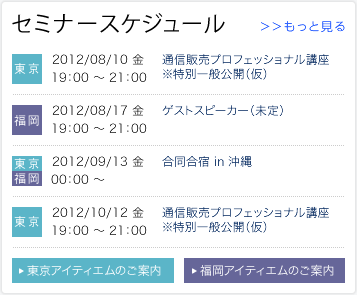 セミナースケジュール
>>もっと見る
東京
2012/08/10 金
19:00 ～ 21:00
通信販売プロフェッショナル講座
※特別一般公開(仮)
福岡
2012/08/17 金
19:00 ～ 21:00
ゲストスピーカー(未定)
東京
福岡
2012/09/13 金
00:00 ～
合同合宿 in 沖縄
東京
2012/10/12 金
19:00 ～ 21:00
通信販売プロフェッショナル講座
※特別一般公開(仮)
東京アイティエムのご案内
福岡アイティエムのご案内